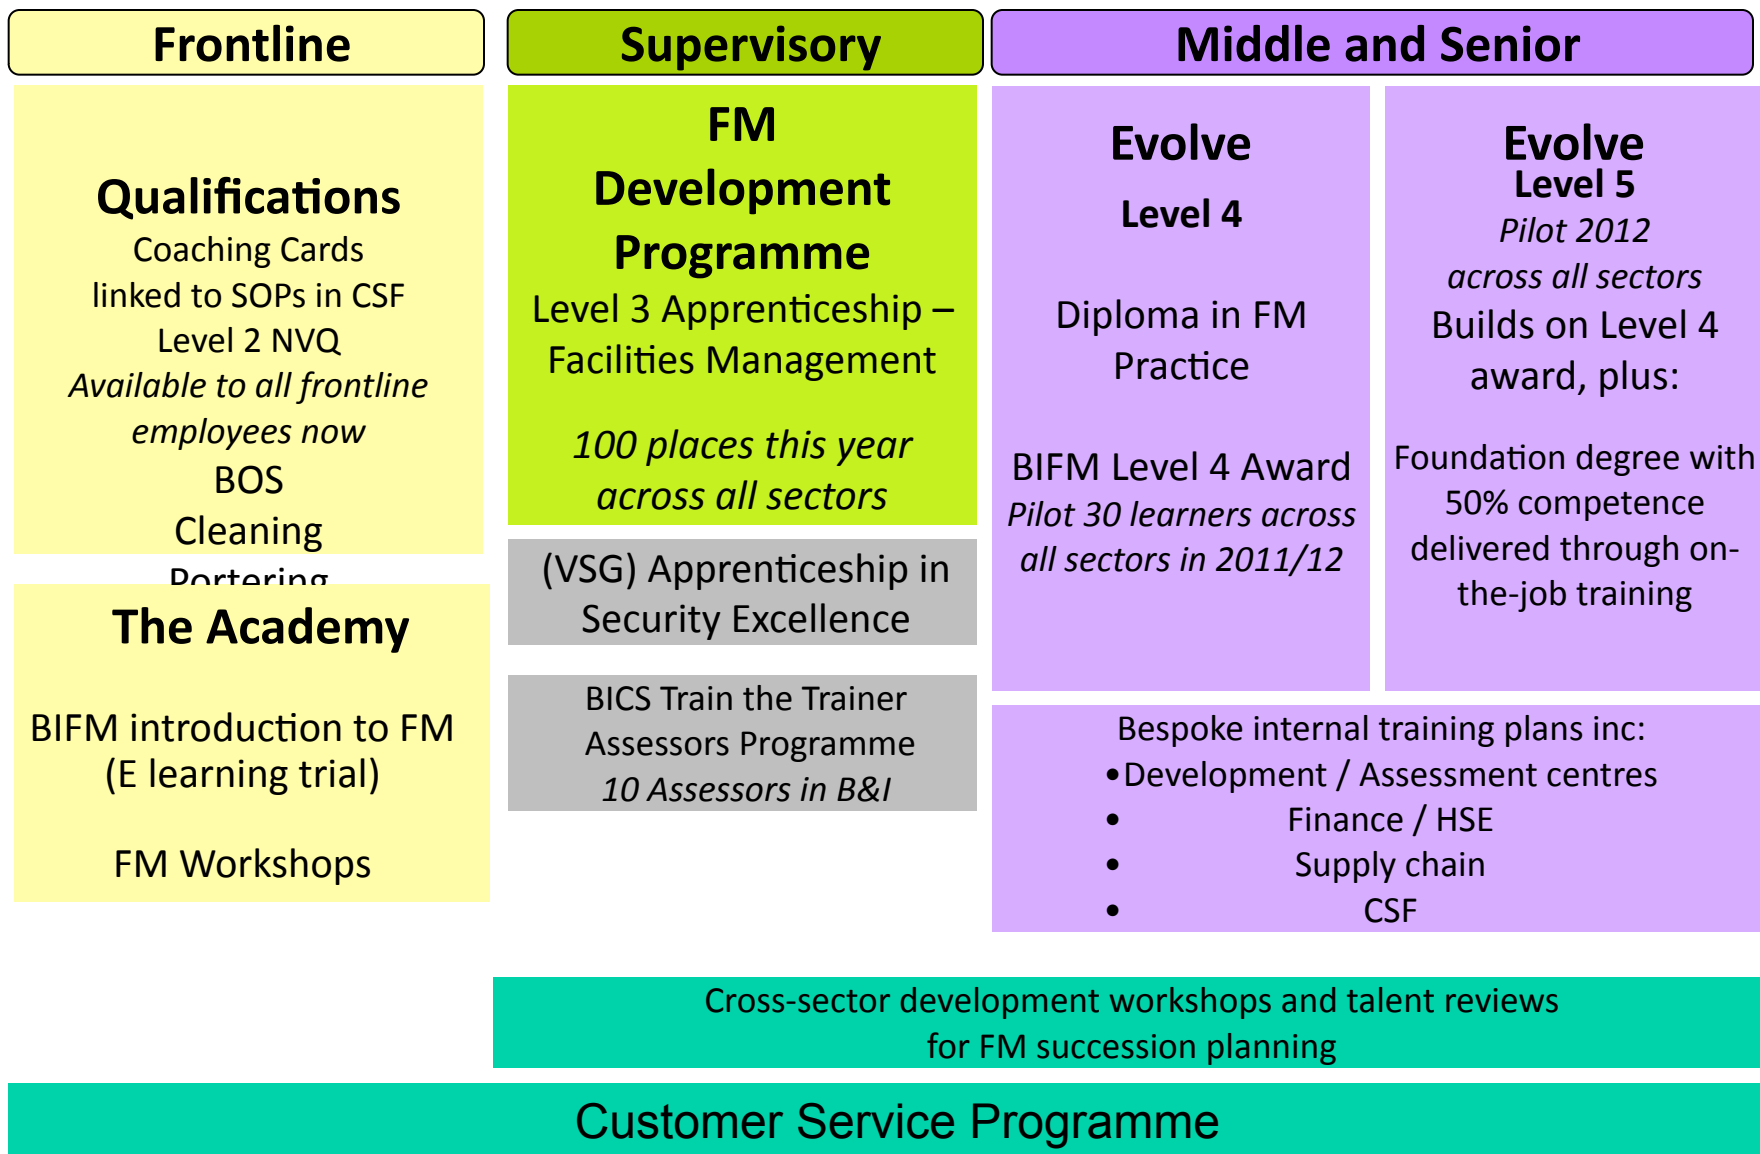 Frontline
Qualifications
Coaching Cards
linked to SOPs in CSF
Level 2 NVQ
Available to all frontline
employees now
BOS
Cleaning
Portering
The Academy
BIFM introduction to FM
(E learning trial)
FM Workshops
Supervisory
FM
Development
Programme
Level 3 Apprenticeship –
Facilities Management
100 places this year
across all sectors
(VSG) Apprenticeship in
Security Excellence
BICS Train the Trainer
Assessors Programme
10 Assessors in B&I
Middle and Senior
Evolve
Level 4
Diploma in FM
Practice
BIFM Level 4 Award
Pilot 30 learners across
all sectors in 2011/12
Evolve
Level 5
Pilot 2012
across all sectors
Builds on Level 4
award, plus:
Foundation degree with
50% competence
delivered through on-
the-job training
Bespoke internal training plans inc:
•Development / Assessment centres
• Finance / HSE
• Supply chain
• CSF
Cross-sector development workshops and talent reviews
for FM succession planning
Customer Service Programme